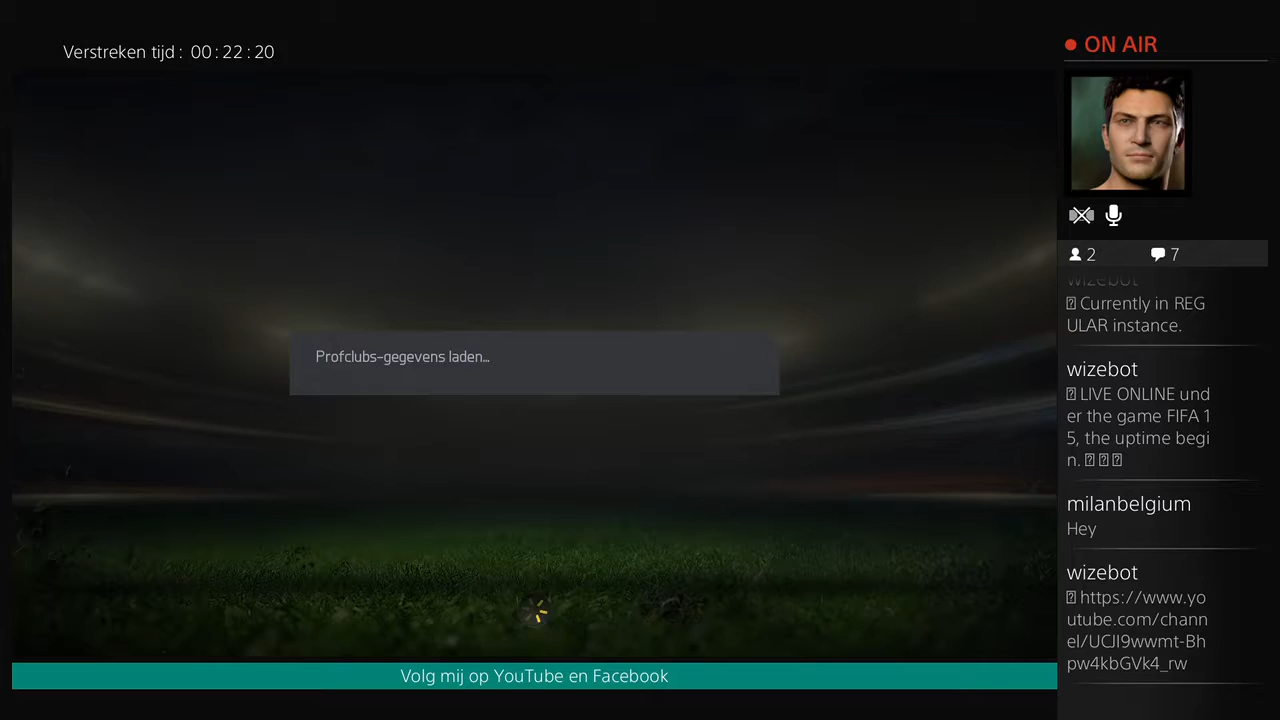 Verstreken tijd: 00:22:20
ON AIR
2 7
wizebot
Currently in REG
ULAR instance.
wizebot
LIVE ONLINE und
er the game FIFA 1
5, the uptime begi
n.
milanbelgium
Hey
wizebot
https://www.yo
utube.com/chann
el/UCJI9wwmt-Bh
pw4kbGVk4_rw
Profclubs-gegevens laden...
Volg mij op YouTube en Facebook